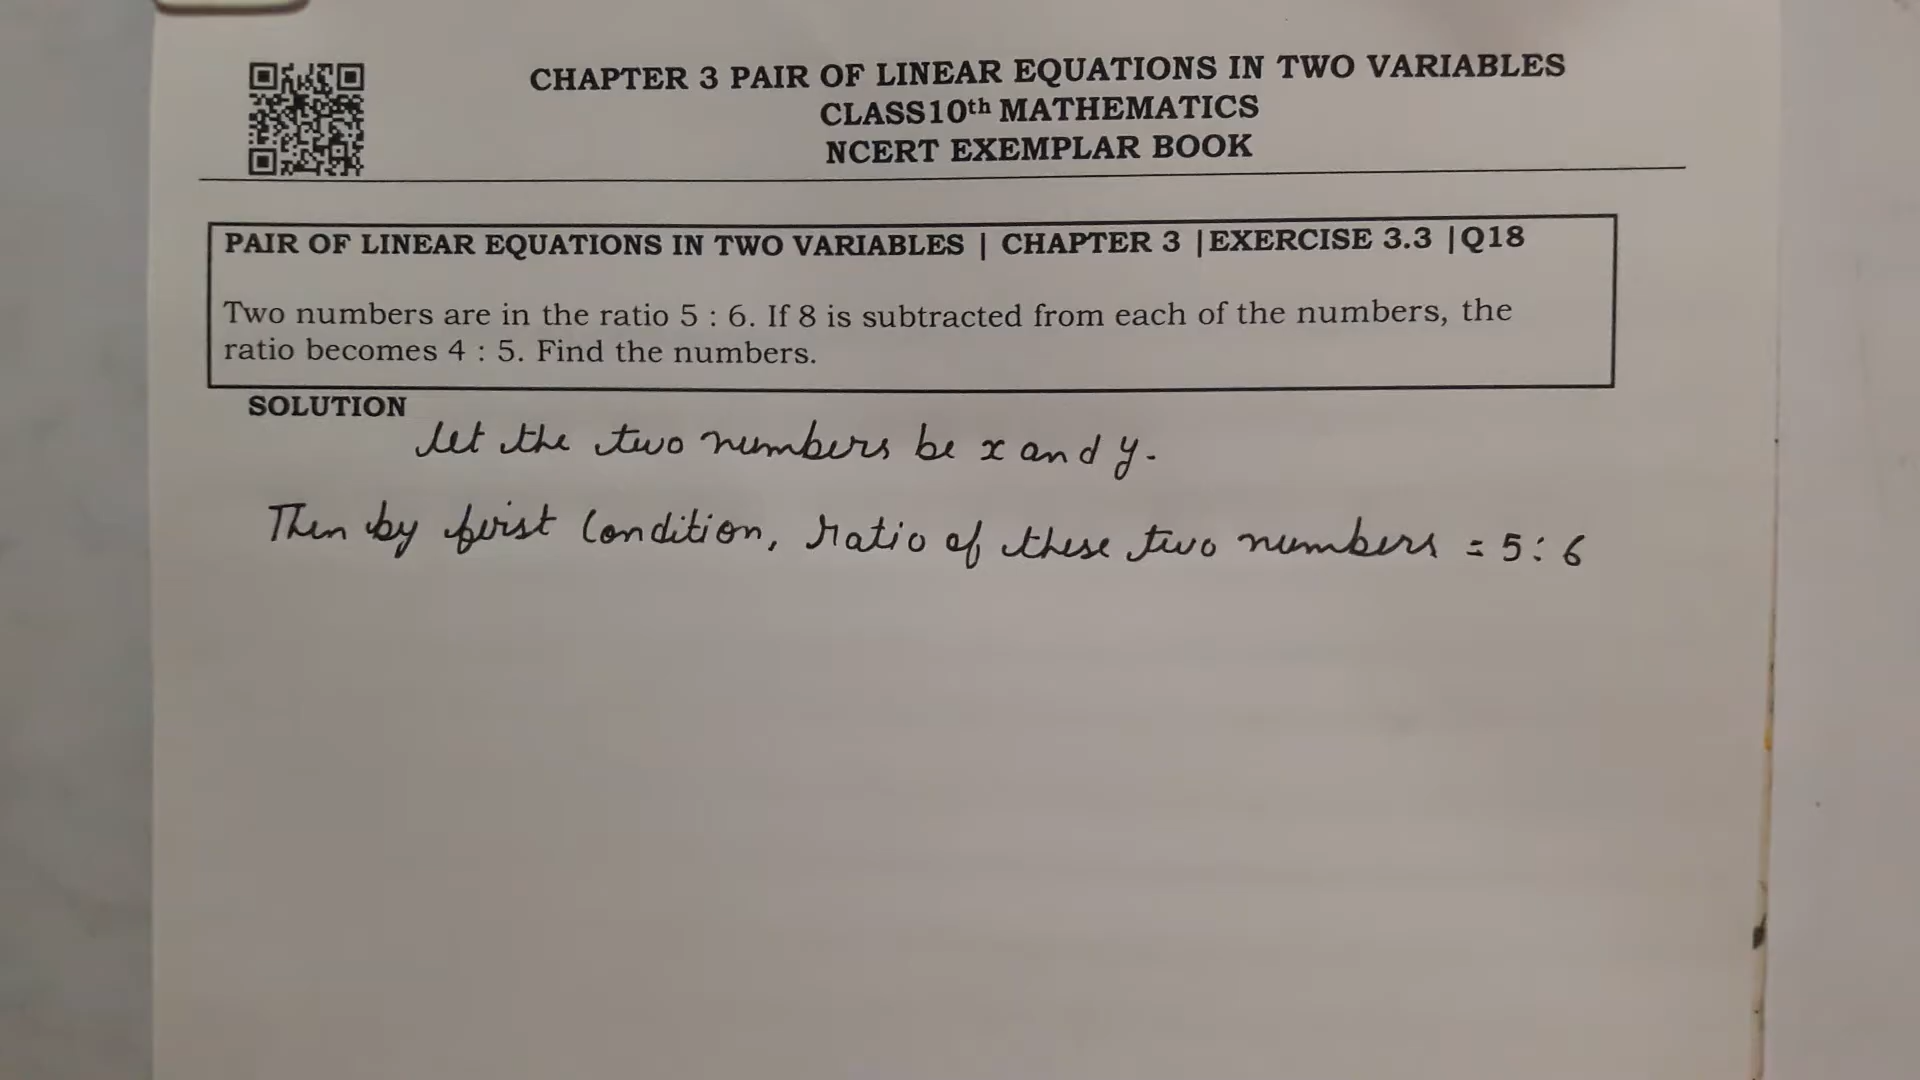 CHAPTER 3 PAIR OF LINEAR EQUATIONS IN TWO VARIABLES
CLASS10th MATHEMATICS
NCERT EXEMPLAR BOOK
PAIR OF LINEAR EQUATIONS IN TWO VARIABLES | CHAPTER 3 |EXERCISE 3.3 |Q18
Two numbers are in the ratio 5 : 6. If 8 is subtracted from each of the numbers, the
ratio becomes 4 : 5. Find the numbers.
SOLUTION
let the two numbers be x and y.
Then by first Condition, ratio of these two numbers = 5 : 6